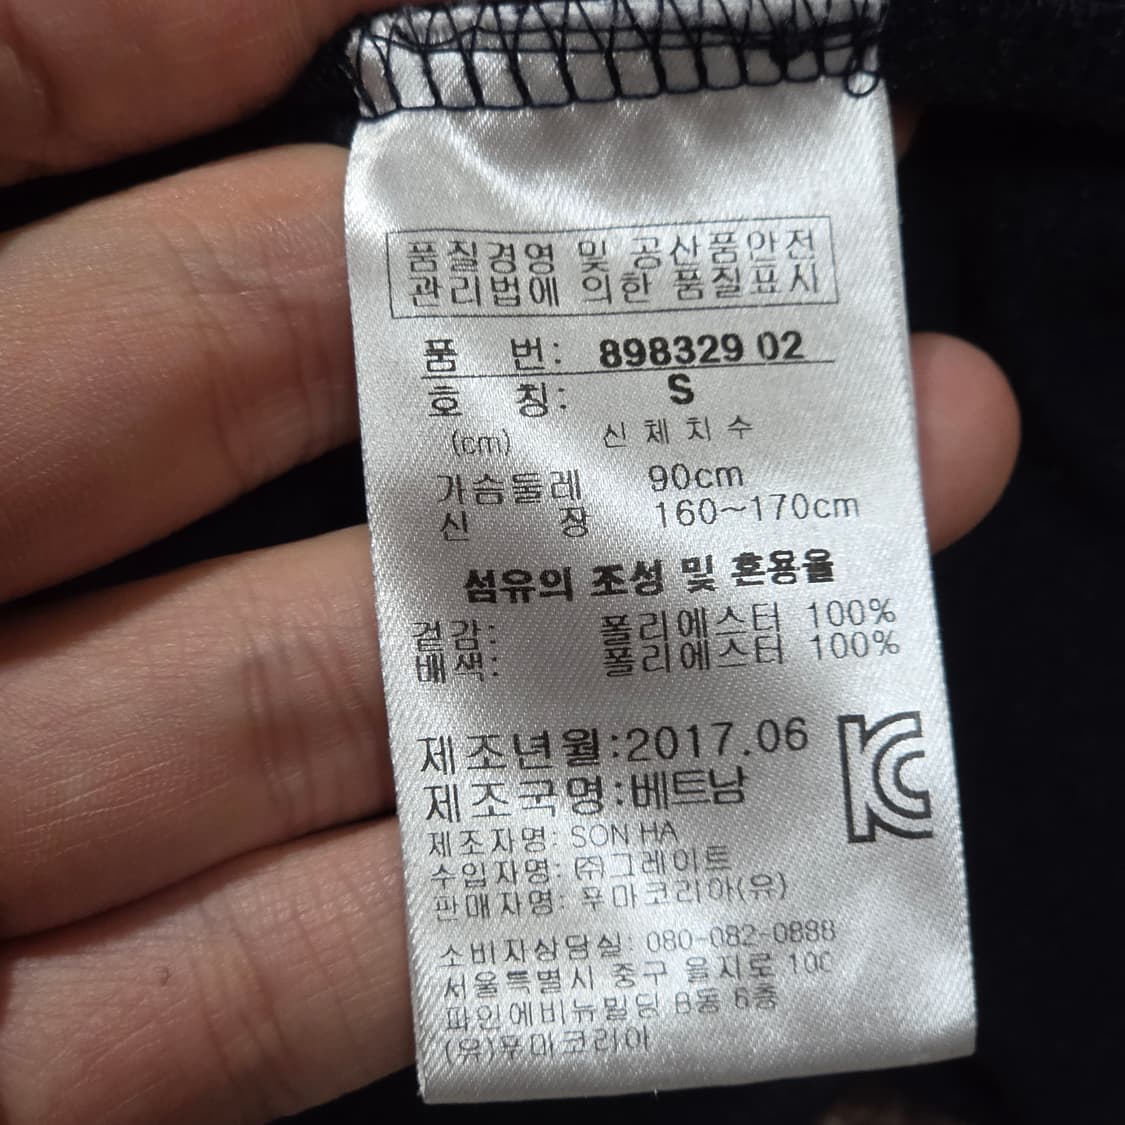 품질경영 및 공산품안전
관리법에 의한 품질표시
품 번: 898329 02
호 칭: S
(cm) 신체치수
가슴둘레 90cm
신 장 160~170cm
섬유의 조성 및 혼용율
겉감: 폴리에스터 100%
배색: 폴리에스터 100%
제조년월:2017.06
제조국명:베트남
제조자명: SON HA
수입자명: ㈜그레이트
판매자명: 푸마코리아(유)
소비자상담실: 080-082-0888
서울특별시 중구 을지로 100
파인에비뉴빌딩 B동 6층
(유)푸마코리아
KC